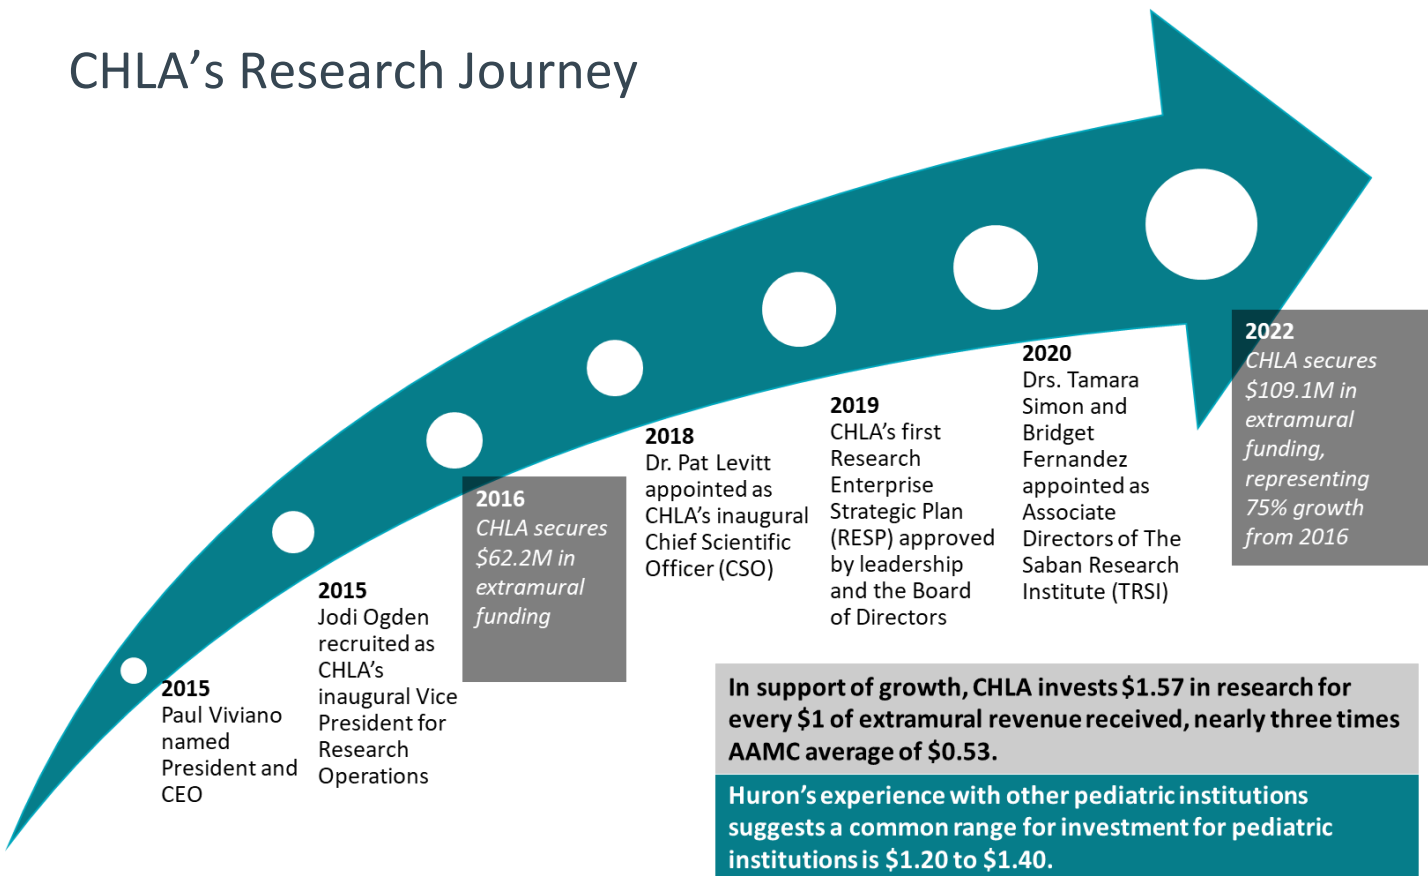 CHLA’s Research Journey
2015
Paul Viviano
named
President and
CEO
2015
Jodi Ogden
recruited as
CHLA’s
inaugural Vice
President for
Research
Operations
2016
CHLA secures
$62.2M in
extramural
funding
2018
Dr. Pat Levitt
appointed as
CHLA’s inaugural
Chief Scientific
Officer (CSO)
2019
CHLA’s first
Research
Enterprise
Strategic Plan
(RESP) approved
by leadership
and the Board
of Directors
2020
Drs. Tamara
Simon and
Bridget
Fernandez
appointed as
Associate
Directors of The
Saban Research
Institute (TRSI)
2022
CHLA secures
$109.1M in
extramural
funding,
representing
75% growth
from 2016
In support of growth, CHLA invests $1.57 in research for
every $1 of extramural revenue received, nearly three times
AAMC average of $0.53.
Huron’s experience with other pediatric institutions
suggests a common range for investment for pediatric
institutions is $1.20 to $1.40.